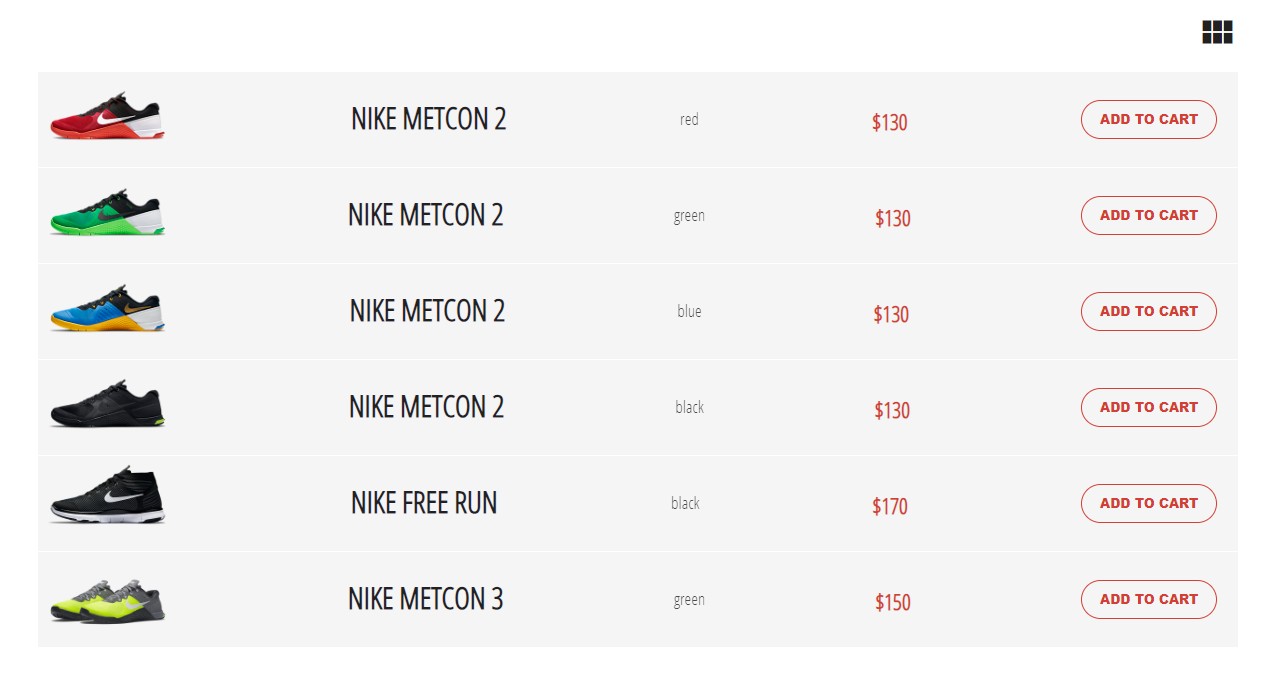 NIKE METCON 2 red $130 ADD TO CART
NIKE METCON 2 green $130 ADD TO CART
NIKE METCON 2 blue $130 ADD TO CART
NIKE METCON 2 black $130 ADD TO CART
NIKE FREE RUN black $170 ADD TO CART
NIKE METCON 3 green $150 ADD TO CART